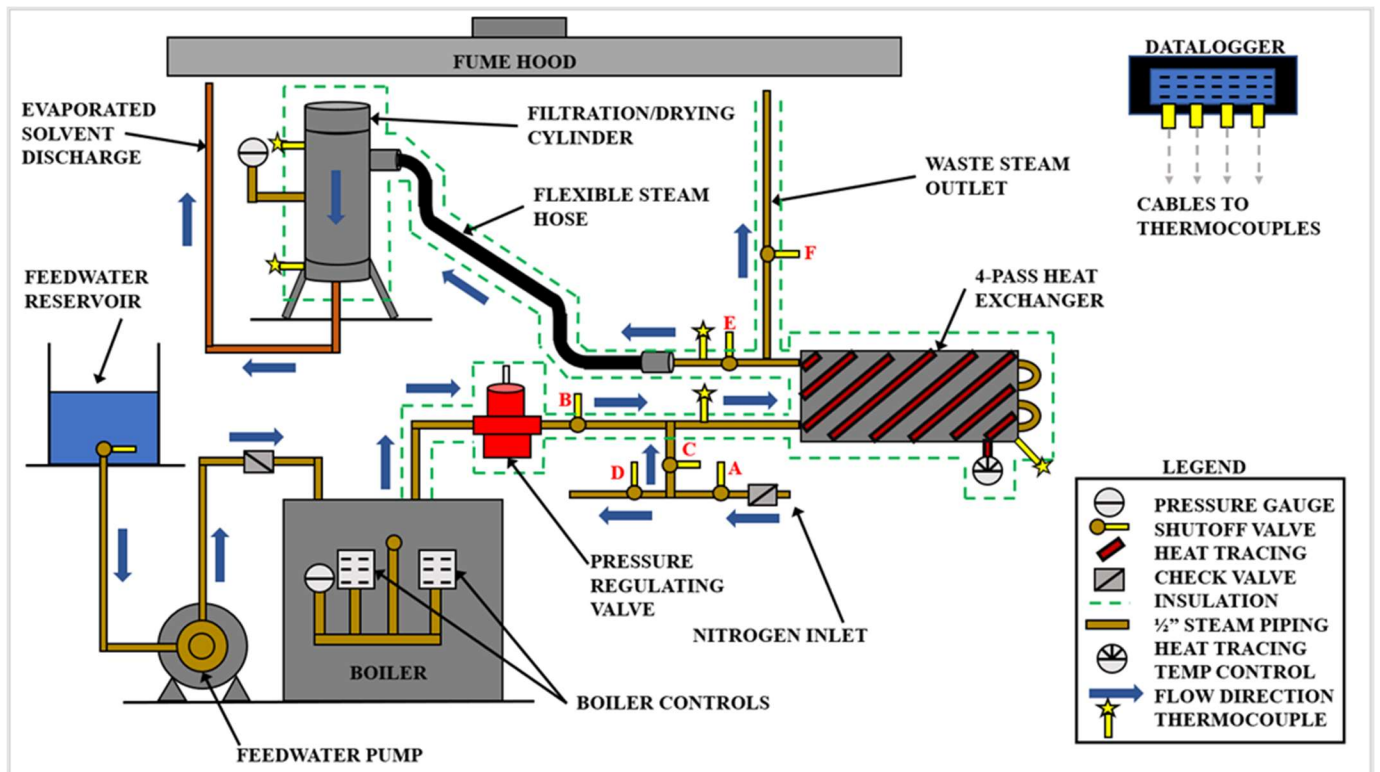 FUME HOOD
DATALOGGER
CABLES TO
THERMOCOUPLES
EVAPORATED
SOLVENT
DISCHARGE
FILTRATION/DRYING
CYLINDER
WASTE STEAM
OUTLET
FLEXIBLE STEAM
HOSE
F
4-PASS HEAT
EXCHANGER
FEEDWATER
RESERVOIR
E
B
C
D
A
PRESSURE
REGULATING
VALVE
NITROGEN INLET
BOILER
BOILER CONTROLS
FEEDWATER PUMP
LEGEND
PRESSURE GAUGE
SHUTOFF VALVE
HEAT TRACING
CHECK VALVE
INSULATION
½” STEAM PIPING
HEAT TRACING
TEMP CONTROL
FLOW DIRECTION
THERMOCOUPLE